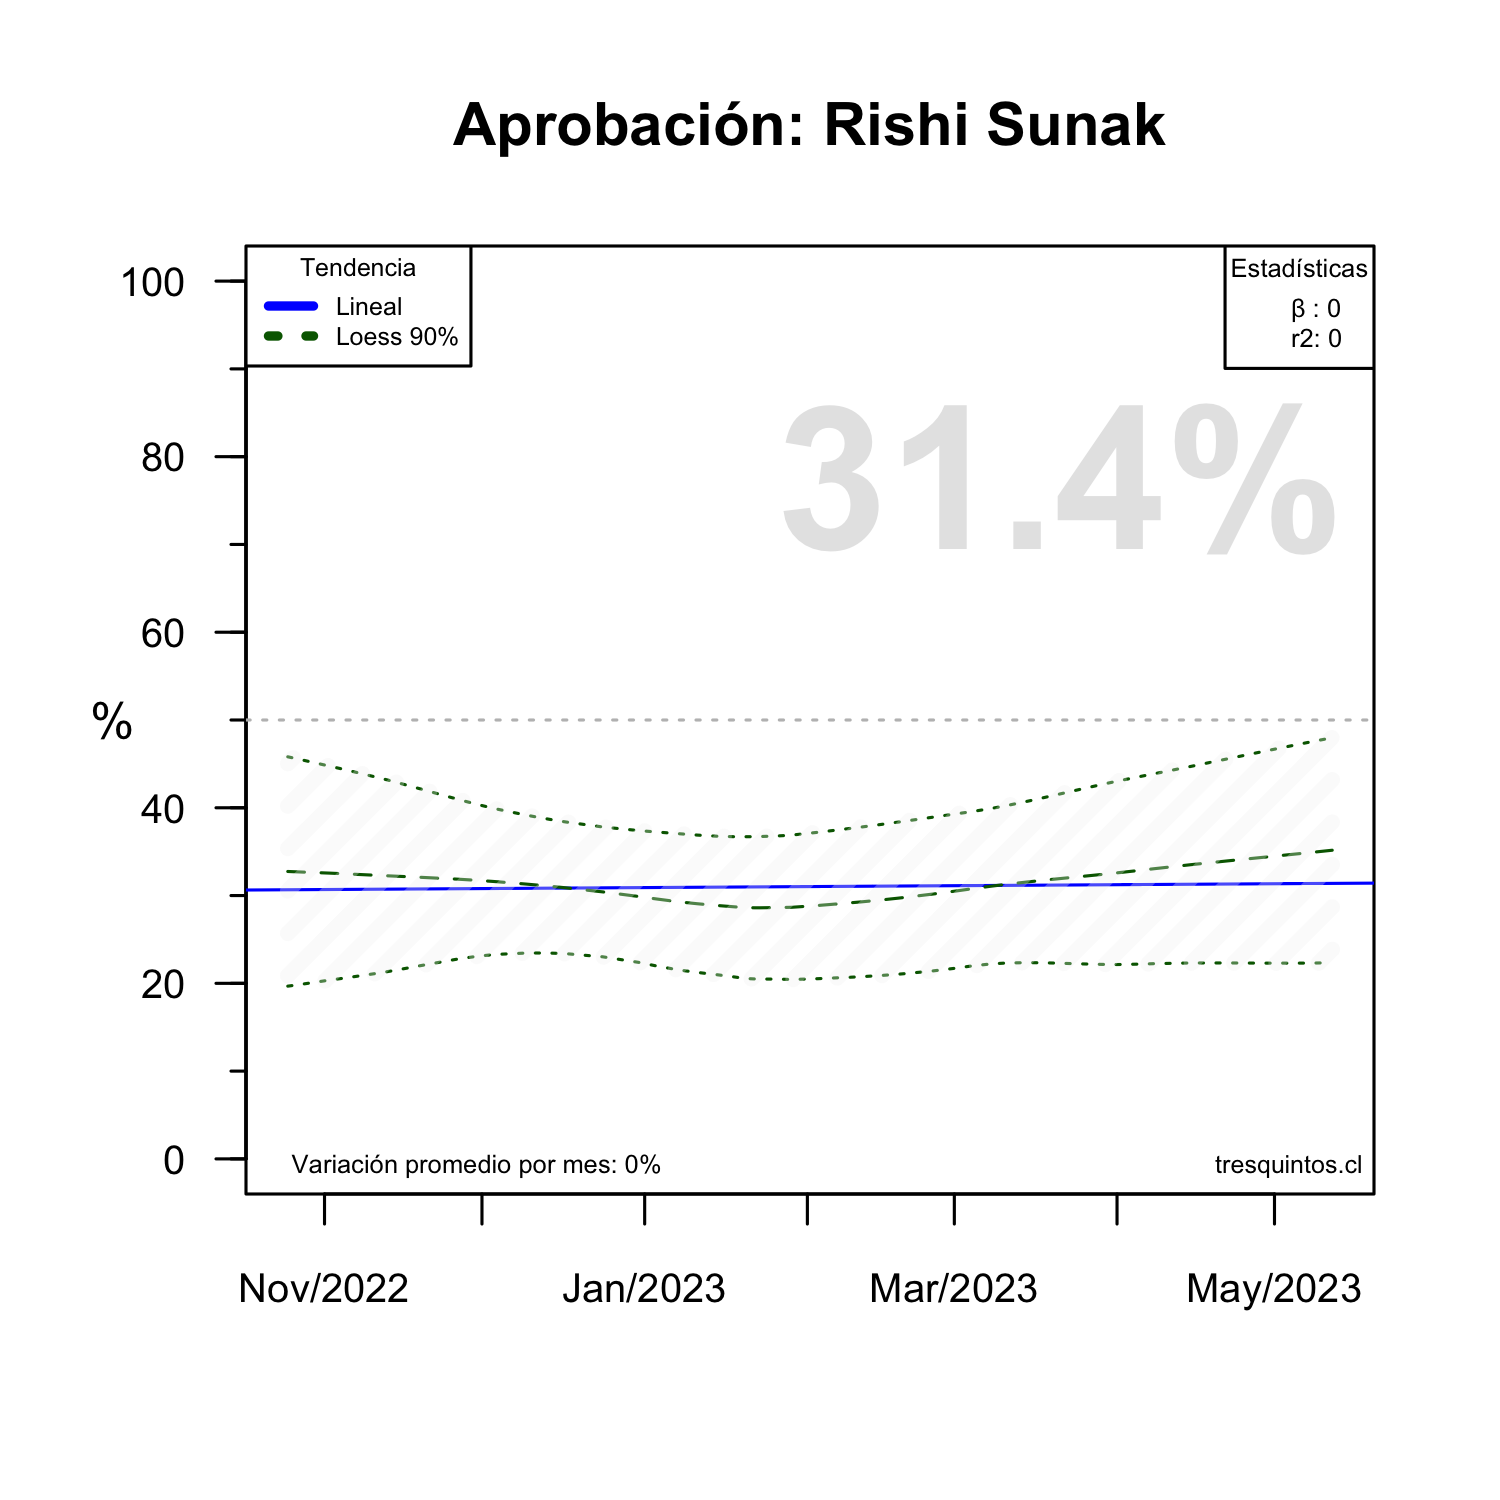 Aprobación: Rishi Sunak
Tendencia
Lineal
Loess 90%
Estadísticas
β : 0
r2: 0
31.4%
100
80
60
%
40
20
0
Variación promedio por mes: 0%
tresquintos.cl
Nov/2022 Jan/2023 Mar/2023 May/2023